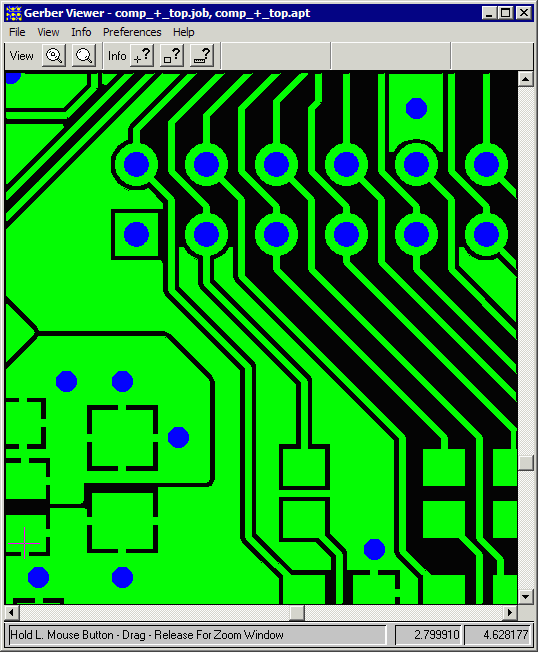 Gerber Viewer - comp_+_top.job, comp_+_top.apt
File View Info Preferences Help
View Info
Hold L. Mouse Button - Drag - Release For Zoom Window 2.799910 4.628177